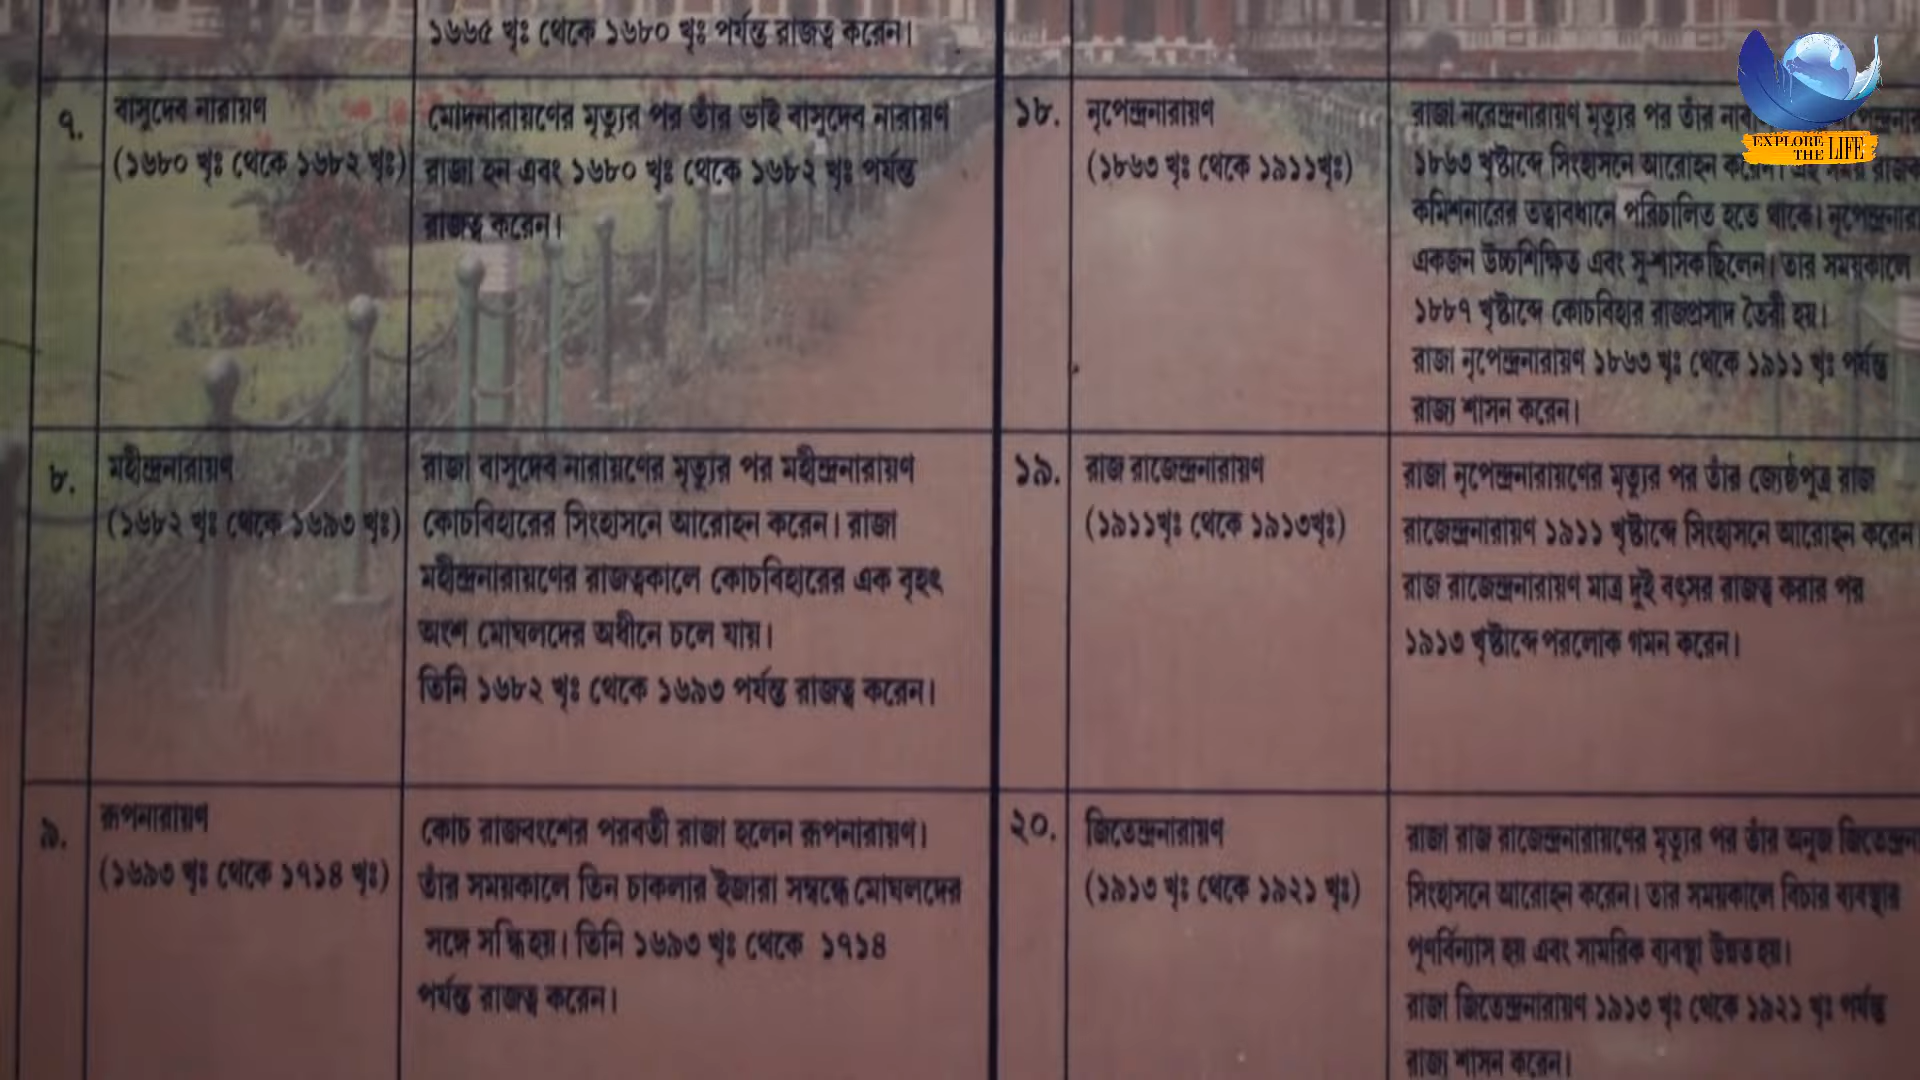 ১৬৬৫ খৃঃ থেকে ১৬৮০ খৃঃ পর্যন্ত রাজত্ব করেন।
৭.
বাসুদেব নারায়ণ
(১৬৮০ খৃঃ থেকে ১৬৮২ খৃঃ)
মোদনারায়ণের মৃত্যুর পর তাঁর ভাই বাসুদেব নারায়ণ
রাজা হন এবং ১৬৮০ খৃঃ থেকে ১৬৮২ খৃঃ পর্যন্ত
রাজত্ব করেন।
৮.
মহীন্দ্রনারায়ণ
(১৬৮২ খৃঃ থেকে ১৬৯৩ খৃঃ)
রাজা বাসুদেব নারায়ণের মৃত্যুর পর মহীন্দ্রনারায়ণ
কোচবিহারের সিংহাসনে আরোহন করেন। রাজা
মহীন্দ্রনারায়ণের রাজত্বকালে কোচবিহারের এক বৃহৎ
অংশ মোঘলদের অধীনে চলে যায়।
তিনি ১৬৮২ খৃঃ থেকে ১৬৯৩ পর্যন্ত রাজত্ব করেন।
৯.
রূপনারায়ণ
(১৬৯৩ খৃঃ থেকে ১৭১৪ খৃঃ)
কোচ রাজবংশের পরবর্তী রাজা হলেন রূপনারায়ণ।
তাঁর সময়কালে তিন চাকলার ইজারা সম্বন্ধে মোঘলদের
সঙ্গে সন্ধি হয়। তিনি ১৬৯৩ খৃঃ থেকে ১৭১৪
পর্যন্ত রাজত্ব করেন।
১৮.
নৃপেন্দ্রনারায়ণ
(১৮৬৩ খৃঃ থেকে ১৯১১খৃঃ)
রাজা নরেন্দ্রনারায়ণ মৃত্যুর পর তাঁর
১৮৬৩ খৃষ্টাব্দে সিংহাসনে আরোহন করেন। এই সময়
কমিশনারের তত্বাবধানে পরিচালিত হতে থাকে।
একজন উচ্চশিক্ষিত এবং সু-শাসক ছিলেন। তার সময়কালে
১৮৮৭ খৃষ্টাব্দে কোচবিহার রাজপ্রসাদ তৈরী হয়।
রাজা নৃপেন্দ্রনারায়ণ ১৮৬৩ খৃঃ থেকে ১৯১১ খৃঃ পর্যন্ত
রাজ্য শাসন করেন।
১৯.
রাজ রাজেন্দ্রনারায়ণ
(১৯১১খৃঃ থেকে ১৯১৩খৃঃ)
রাজা নৃপেন্দ্রনারায়ণের মৃত্যুর পর তাঁর জ্যেষ্ঠপুত্র রাজ
রাজেন্দ্রনারায়ণ ১৯১১ খৃষ্টাব্দে সিংহাসনে আরোহন করেন
রাজ রাজেন্দ্রনারায়ণ মাত্র দুই বৎসর রাজত্ব করার পর
১৯১৩ খৃষ্টাব্দে পরলোক গমন করেন।
২০.
জিতেন্দ্রনারায়ণ
(১৯১৩ খৃঃ থেকে ১৯২১ খৃঃ)
রাজা রাজ রাজেন্দ্রনারায়ণের মৃত্যুর পর তাঁর অনুজ
সিংহাসনে আরোহন করেন। তার সময়কালে বিচার ব্যবস্থার
পূণর্বিন্যাস হয় এবং সামরিক ব্যবস্থা উন্নত হয়।
রাজা জিতেন্দ্রনারায়ণ ১৯১৩ খৃঃ থেকে ১৯২১ খৃঃ পর্যন্ত
রাজ্য শাসন করেন।
EXPLORE
THE LIFE